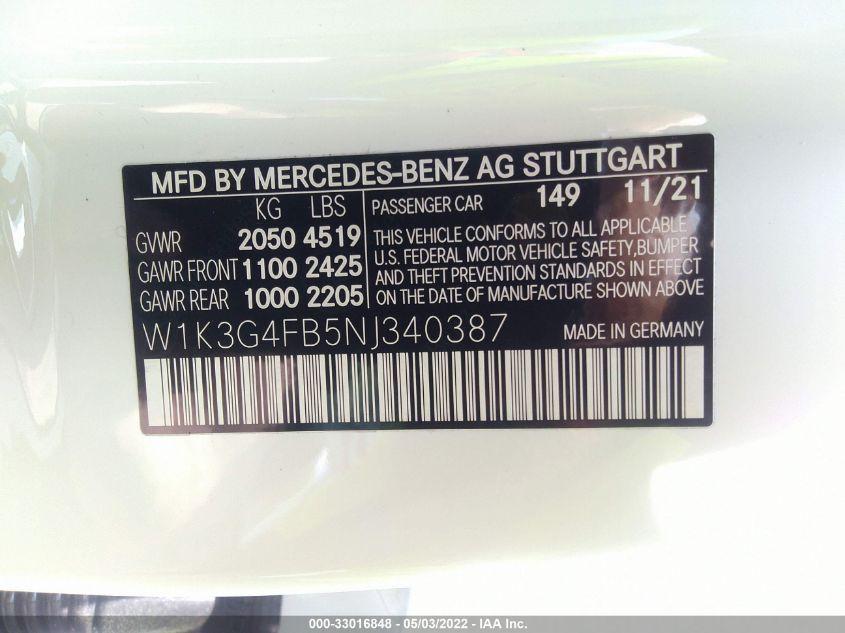 MFD BY MERCEDES-BENZ AG STUTTGART
KG LBS
GVWR 2050 4519
GAWR FRONT 1100 2425
GAWR REAR 1000 2205
PASSENGER CAR 149 11/21
THIS VEHICLE CONFORMS TO ALL APPLICABLE
U.S. FEDERAL MOTOR VEHICLE SAFETY, BUMPER
AND THEFT PREVENTION STANDARDS IN EFFECT
ON THE DATE OF MANUFACTURE SHOWN ABOVE
W1K3G4FB5NJ340387 MADE IN GERMANY
000-33016848 - 05/03/2022 - IAA Inc.